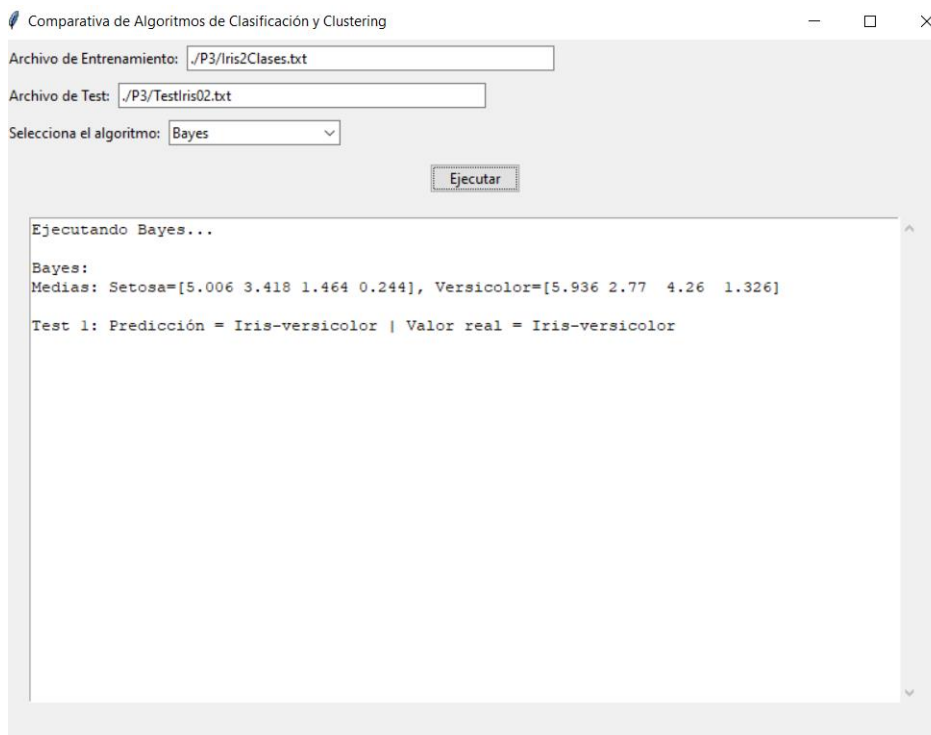 Comparativa de Algoritmos de Clasificación y Clustering
Archivo de Entrenamiento: ./P3/Iris2Clases.txt
Archivo de Test: ./P3/TestIris02.txt
Selecciona el algoritmo: Bayes
Ejecutar
Ejecutando Bayes...
Bayes:
Medias: Setosa=[5.006 3.418 1.464 0.244], Versicolor=[5.936 2.77  4.26  1.326]
Test 1: Predicción = Iris-versicolor | Valor real = Iris-versicolor